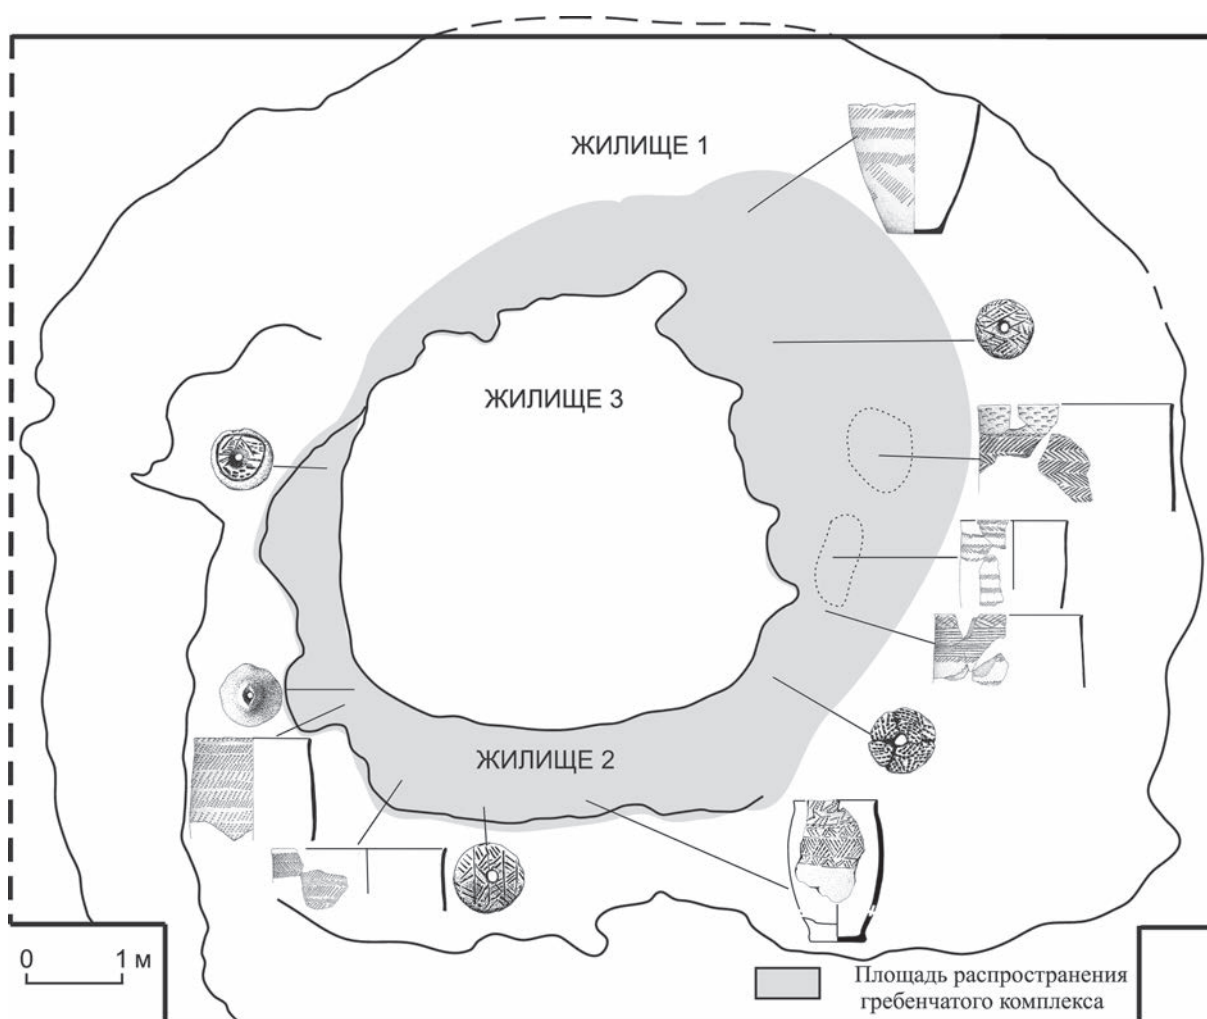 ЖИЛИЩЕ 1
ЖИЛИЩЕ 3
ЖИЛИЩЕ 2
0 1 м
Площадь распространения
гребенчатого комплекса